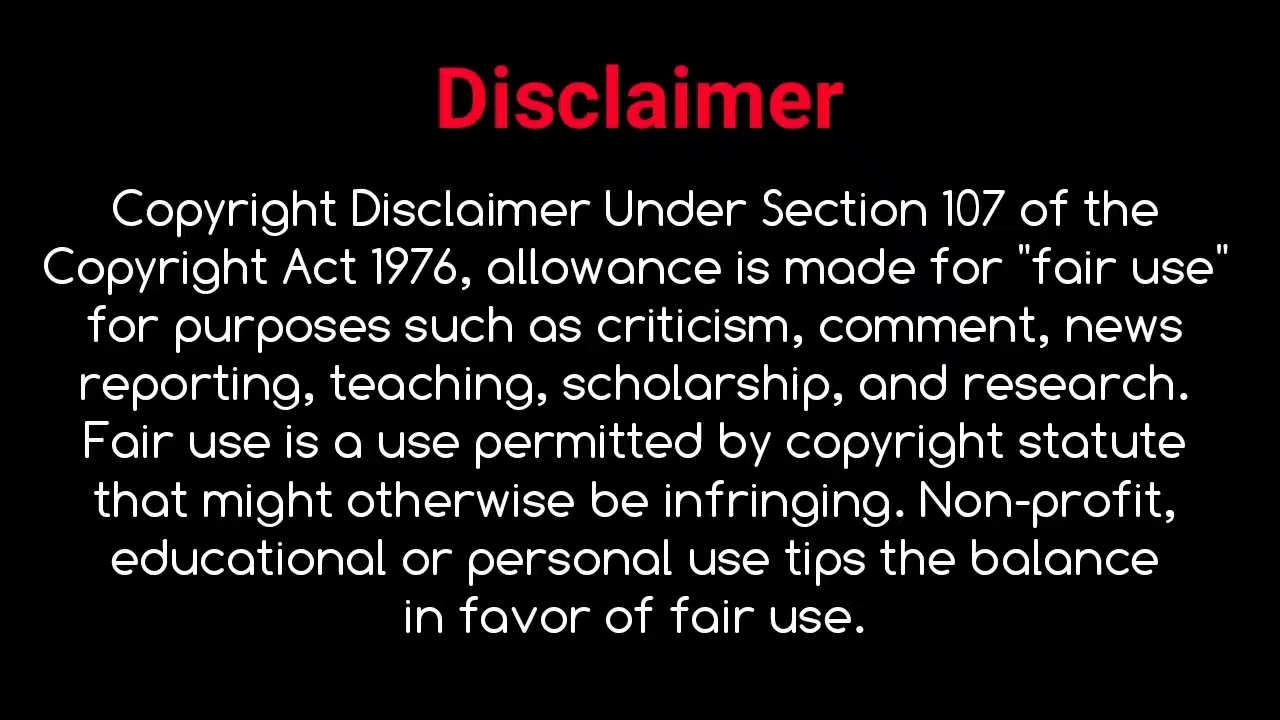 Disclaimer
Copyright Disclaimer Under Section 107 of the
Copyright Act 1976, allowance is made for "fair use"
for purposes such as criticism, comment, news
reporting, teaching, scholarship, and research.
Fair use is a use permitted by copyright statute
that might otherwise be infringing. Non-profit,
educational or personal use tips the balance
in favor of fair use.